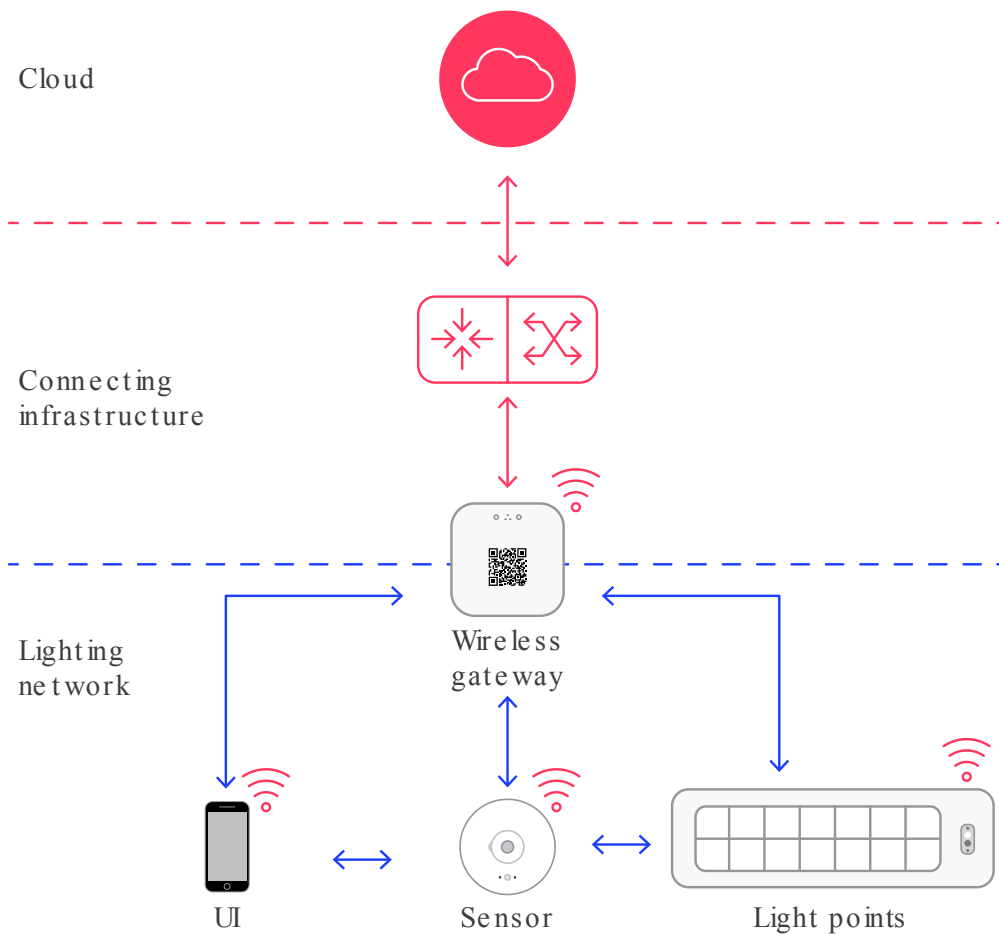 Cloud
Connecting
infrastructure
Wireless
gateway
Lighting
network
UI
Sensor
Light points